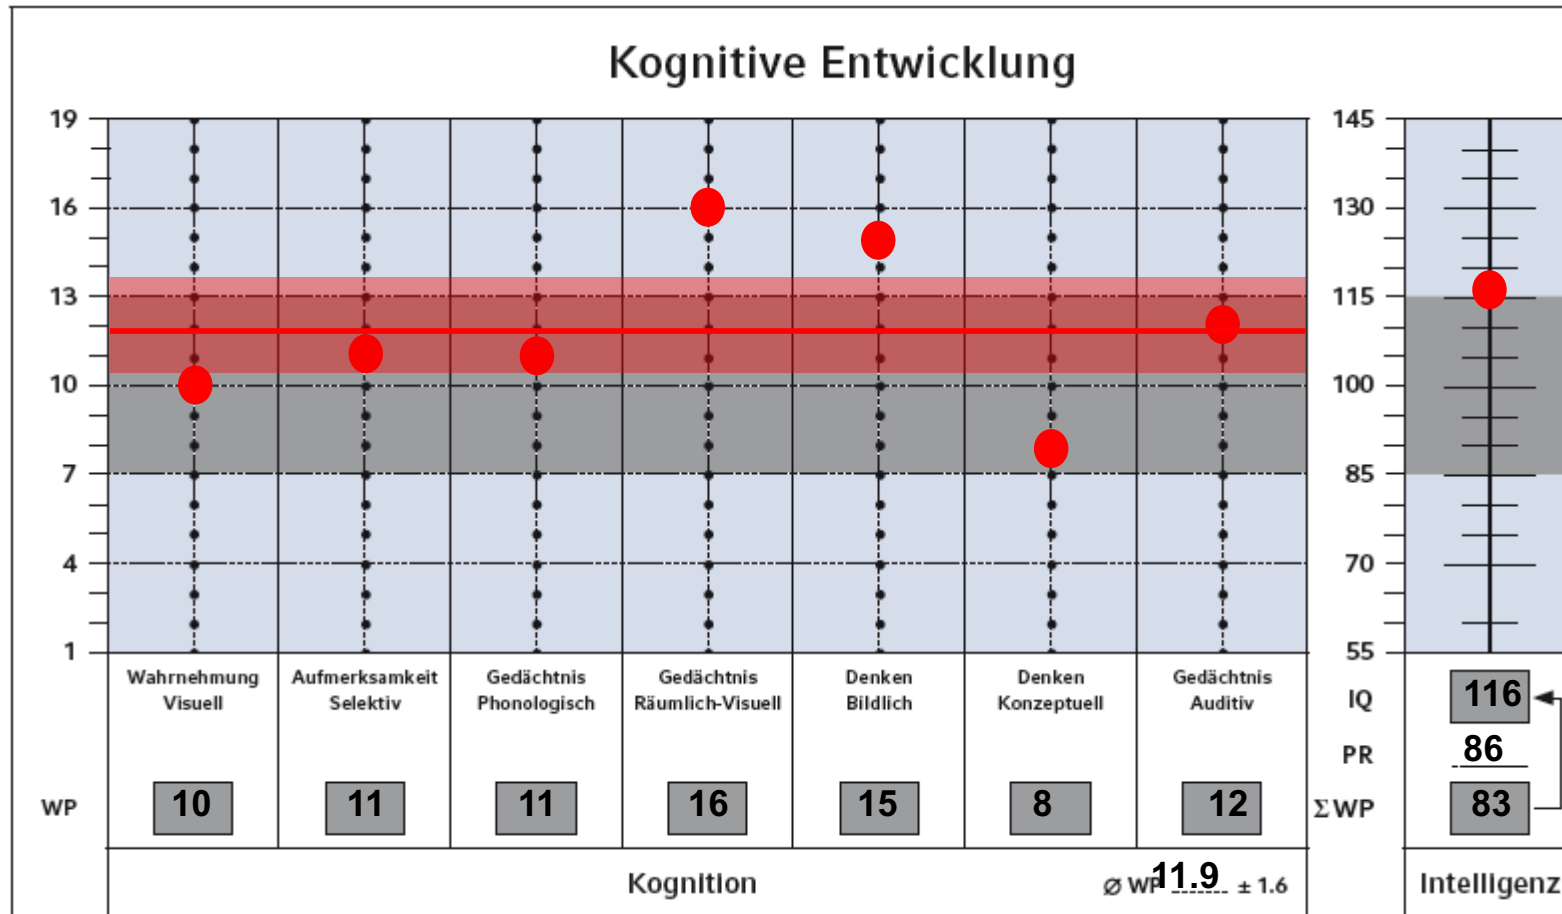 Kognitive Entwicklung
19
16
13
10
7
4
1
145
130
115
100
85
70
55
Wahrnehmung Visuell
Aufmerksamkeit Selektiv
Gedächtnis Phonologisch
Gedächtnis Räumlich-Visuell
Denken Bildlich
Denken Konzeptuell
Gedächtnis Auditiv
IQ 116
PR 86
WP 10 11 11 16 15 8 12 ΣWP 83
Kognition ∅ WP 11.9 ± 1.6 Intelligenz